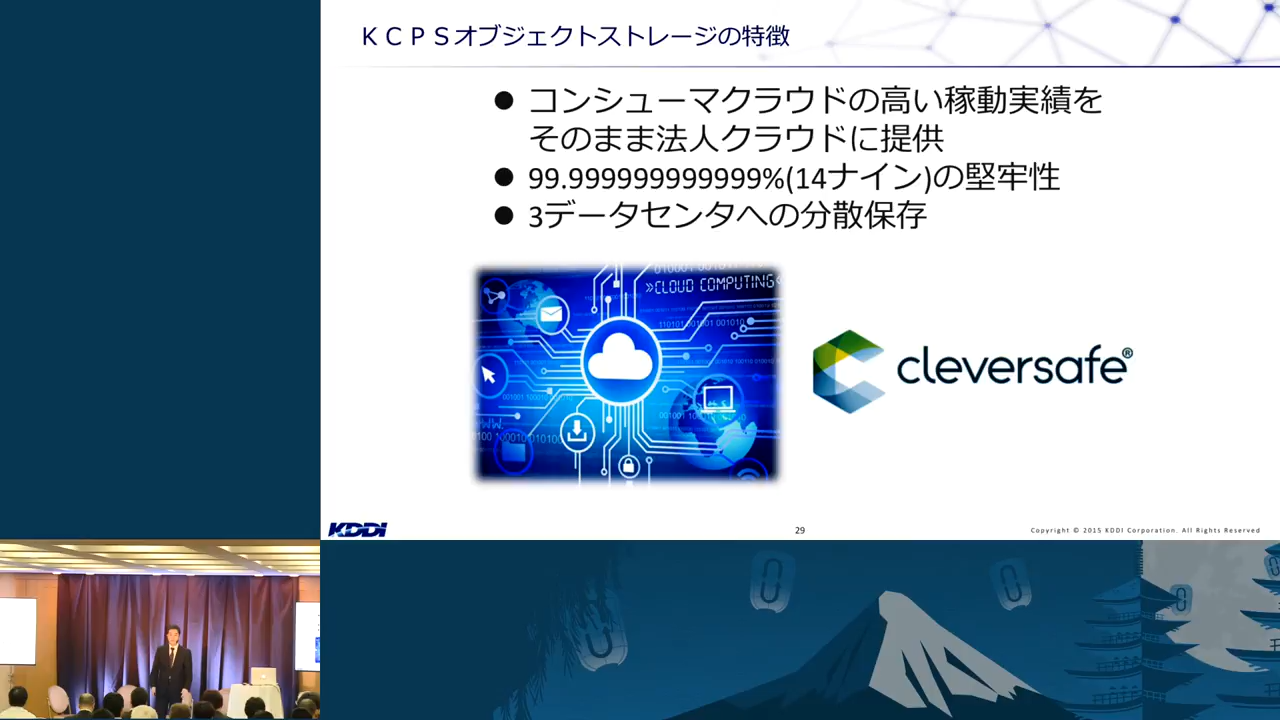 ＫＣＰＳオブジェクトストレージの特徴
● コンシューマクラウドの高い稼動実績を
そのまま法人クラウドに提供
● 99.999999999999%(14ナイン)の堅牢性
● 3データセンタへの分散保存
»CLOUD COMPUTING«
cleversafe®
KDDI
29
Copyright © 2015 KDDI Corporation. All Rights Reserved